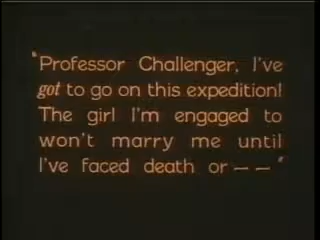 "Professor Challenger, I've
got to go on this expedition!
The girl I'm engaged to
won't marry me until
I've faced death or — —"